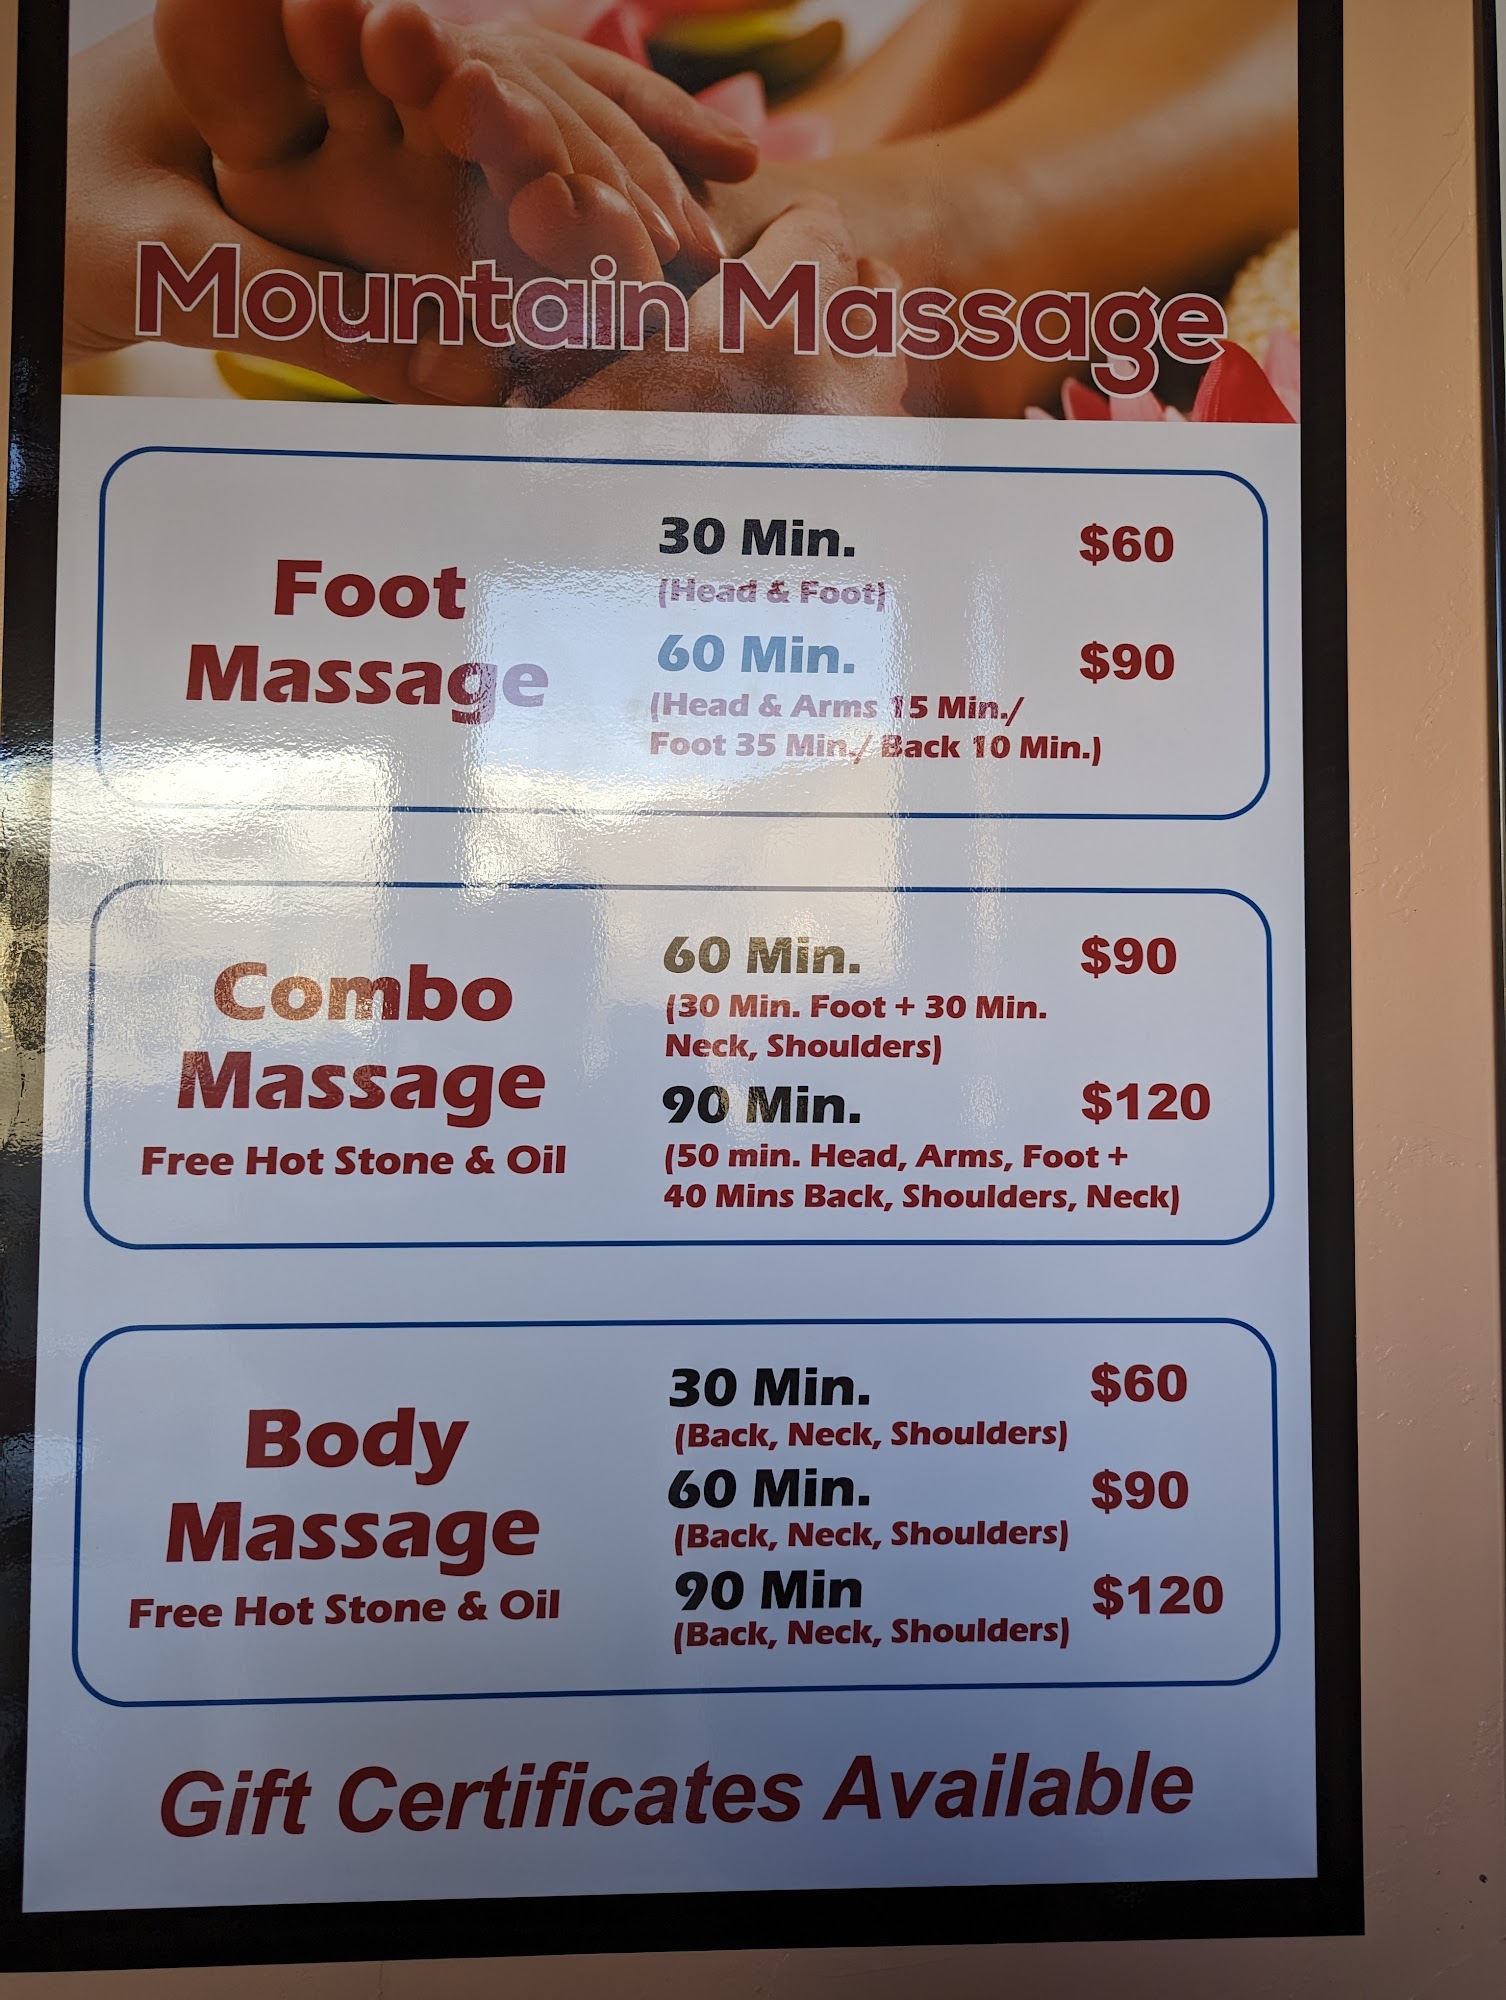 Mountain Massage
Foot
Massage
30 Min. $60
(Head & Foot)
60 Min. $90
(Head & Arms 15 Min./
Foot 35 Min./ Back 10 Min.)
Combo
Massage
Free Hot Stone & Oil
60 Min. $90
(30 Min. Foot + 30 Min.
Neck, Shoulders)
90 Min. $120
(50 min. Head, Arms, Foot +
40 Mins Back, Shoulders, Neck)
Body
Massage
Free Hot Stone & Oil
30 Min. $60
(Back, Neck, Shoulders)
60 Min. $90
(Back, Neck, Shoulders)
90 Min $120
(Back, Neck, Shoulders)
Gift Certificates Available